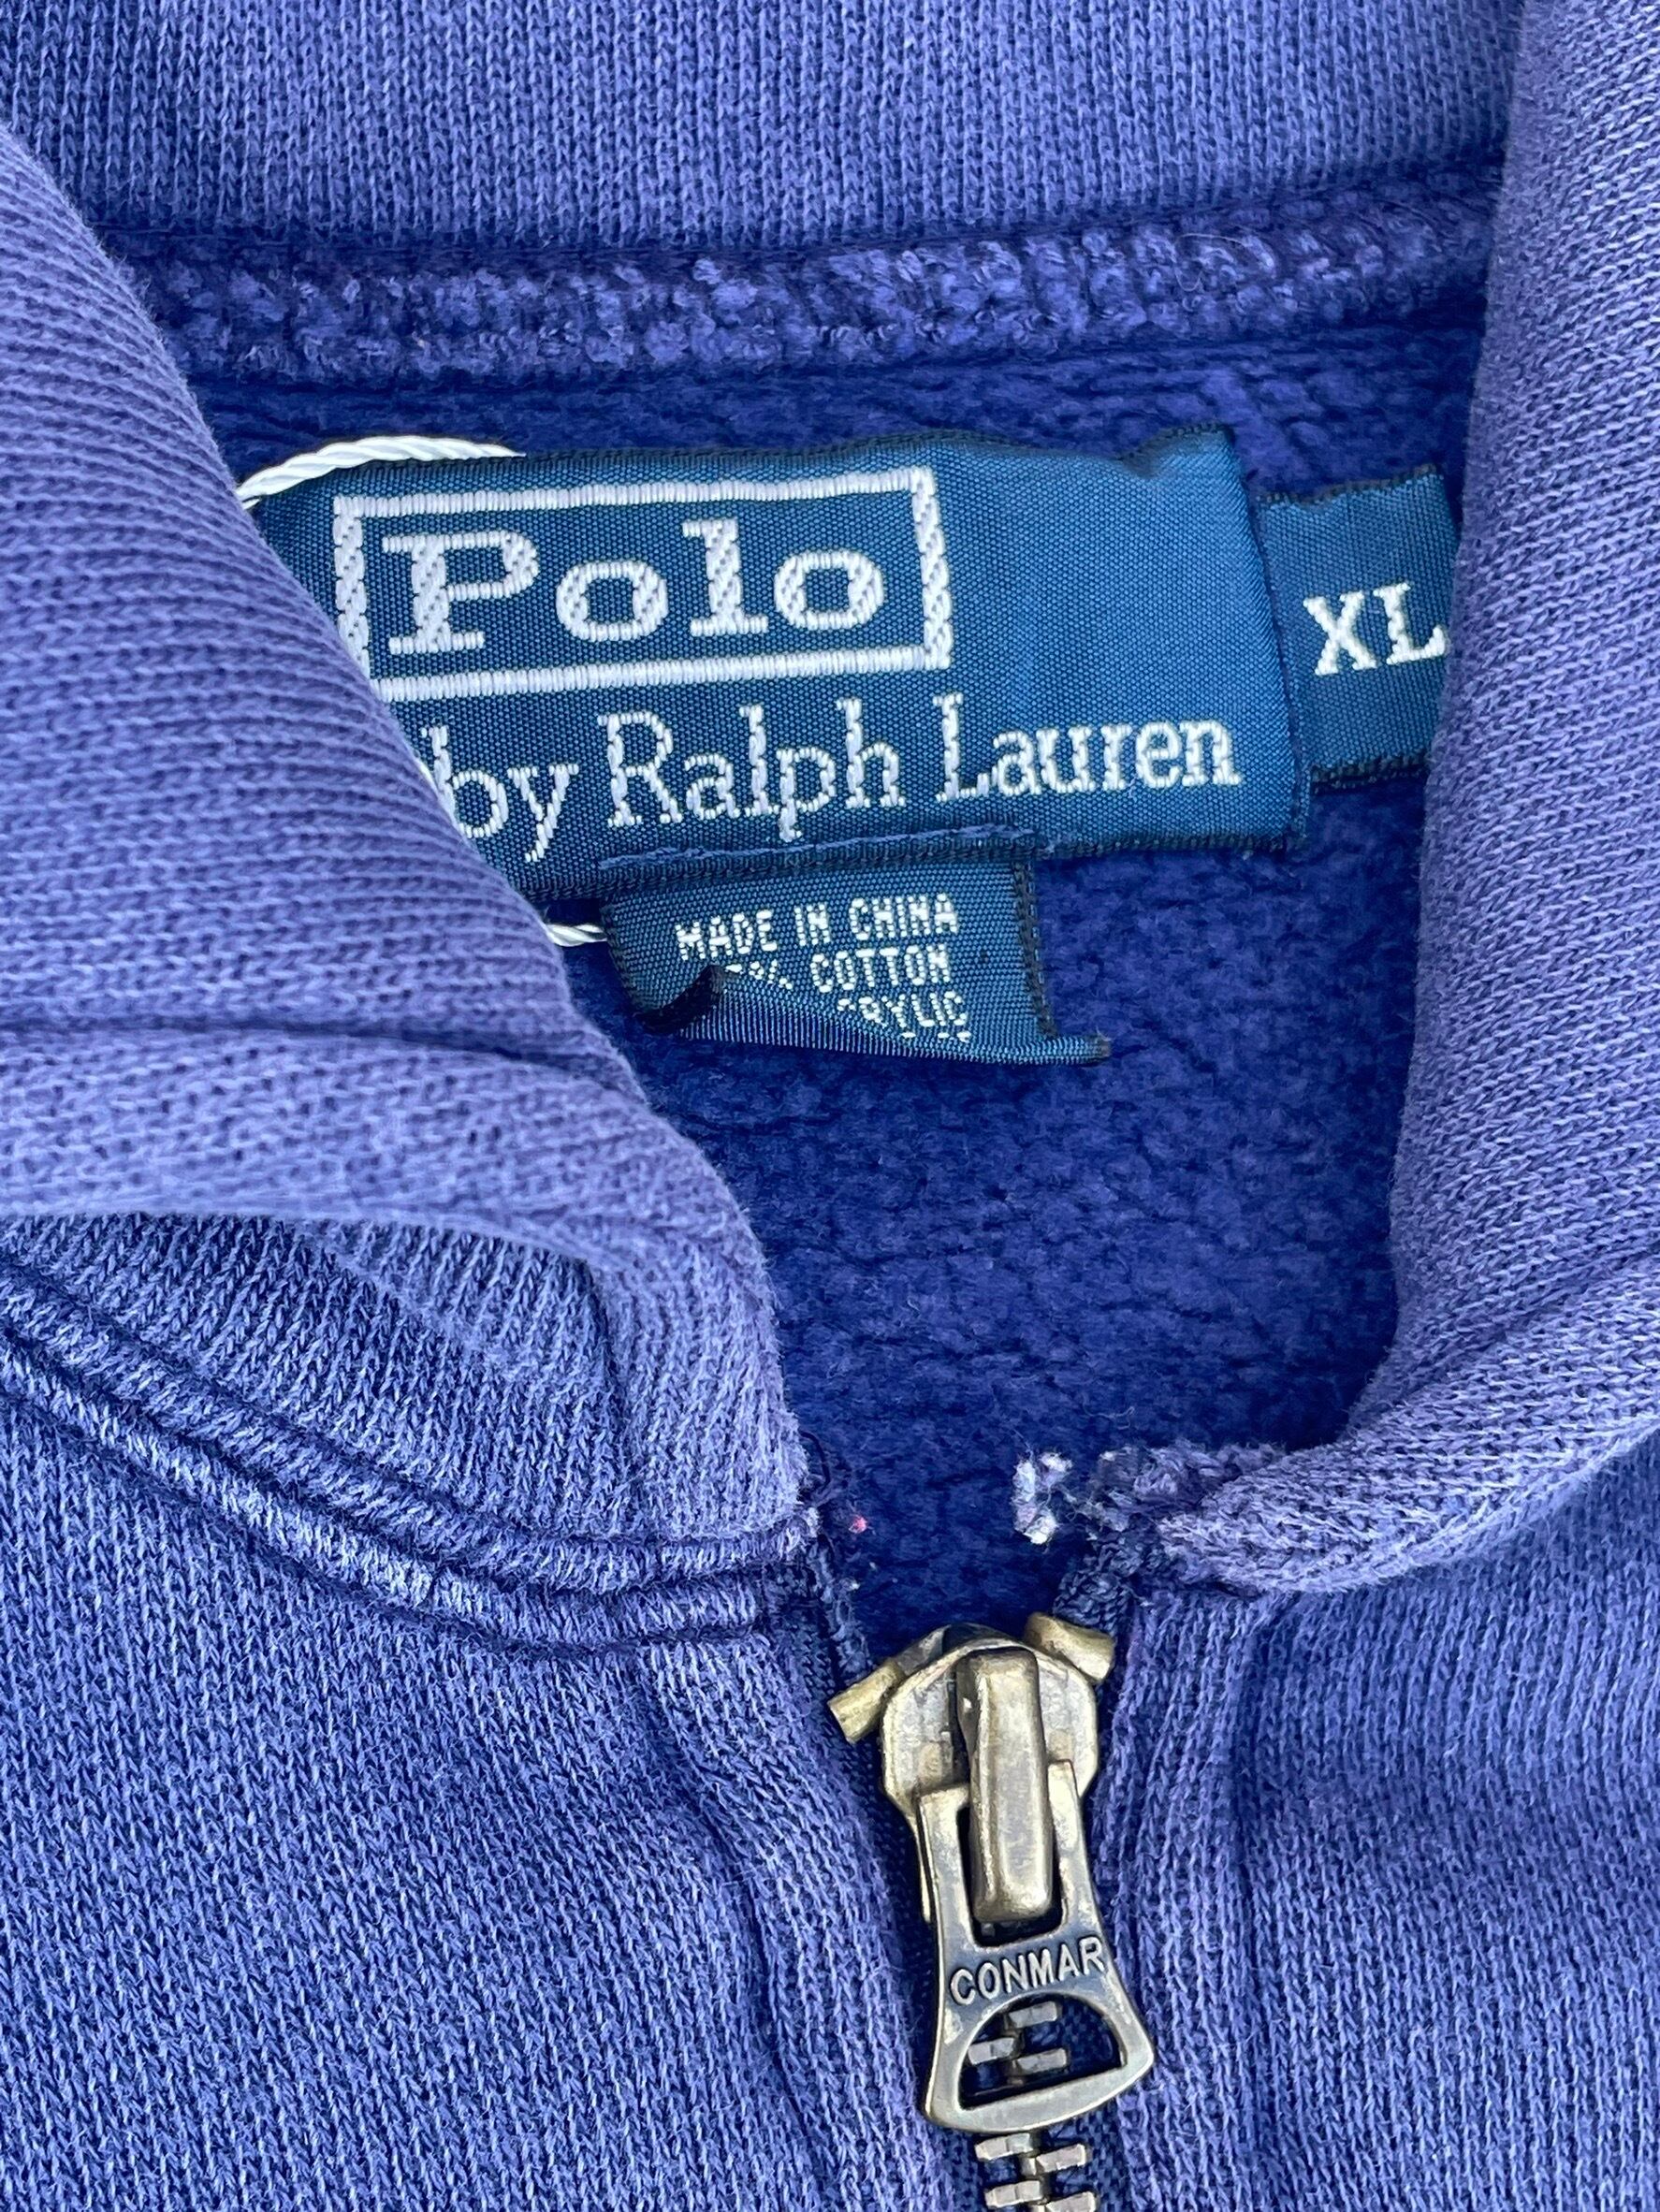 Polo
by Ralph Lauren
XL
MADE IN CHINA
COTTON
CONMAR